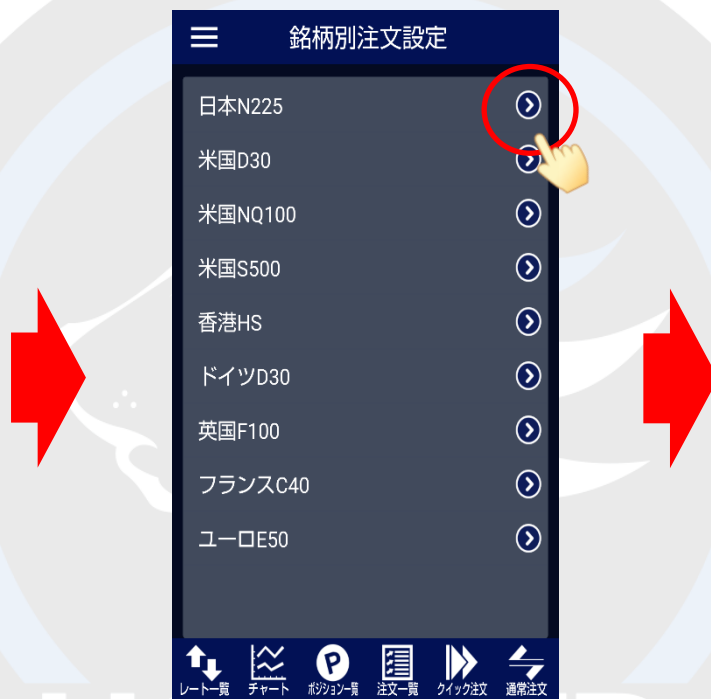 銘柄別注文設定
日本N225
米国D30
米国NQ100
米国S500
香港HS
ドイツD30
英国F100
フランスC40
ユーロE50
P
レート一覧 チャート ポジション一覧 注文一覧 クイック注文 通常注文